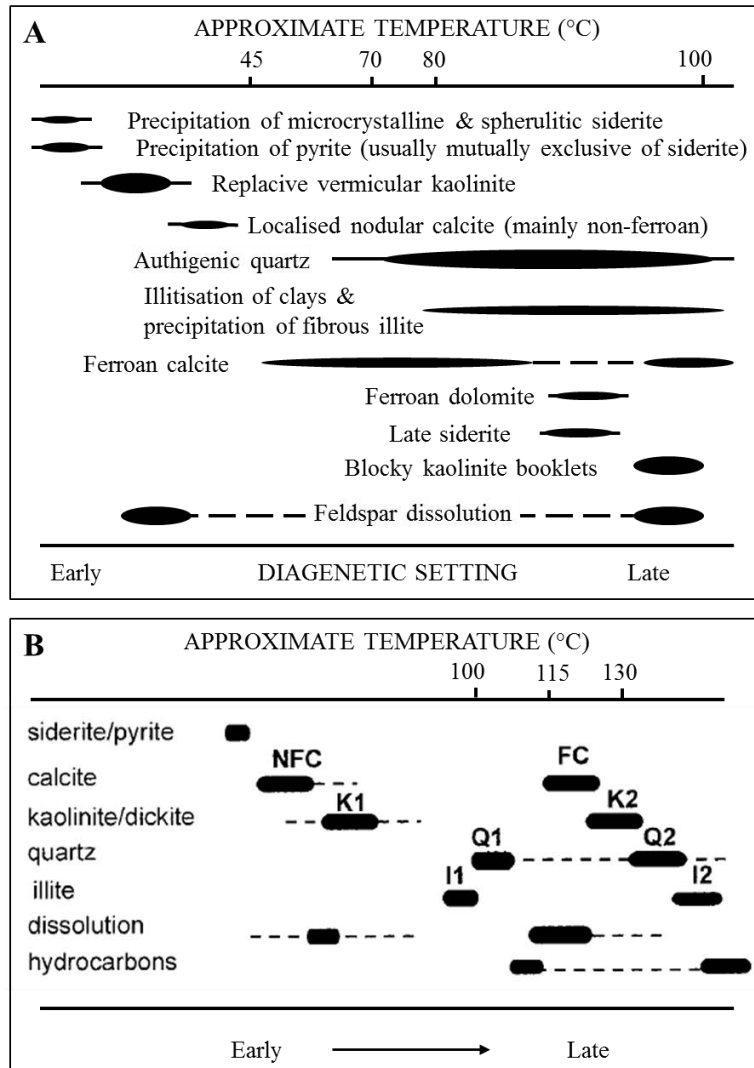 A
APPROXIMATE TEMPERATURE (°C)
45 70 80 100
Precipitation of microcrystalline & spherulitic siderite
Precipitation of pyrite (usually mutually exclusive of siderite)
Replacive vermicular kaolinite
Localised nodular calcite (mainly non-ferroan)
Authigenic quartz
Illitisation of clays &
precipitation of fibrous illite
Ferroan calcite
Ferroan dolomite
Late siderite
Blocky kaolinite booklets
Feldspar dissolution
Early DIAGENETIC SETTING Late
B
APPROXIMATE TEMPERATURE (°C)
100 115 130
siderite/pyrite
calcite NFC FC
kaolinite/dickite K1 K2
quartz Q1 Q2
illite I1 I2
dissolution
hydrocarbons
Early Late